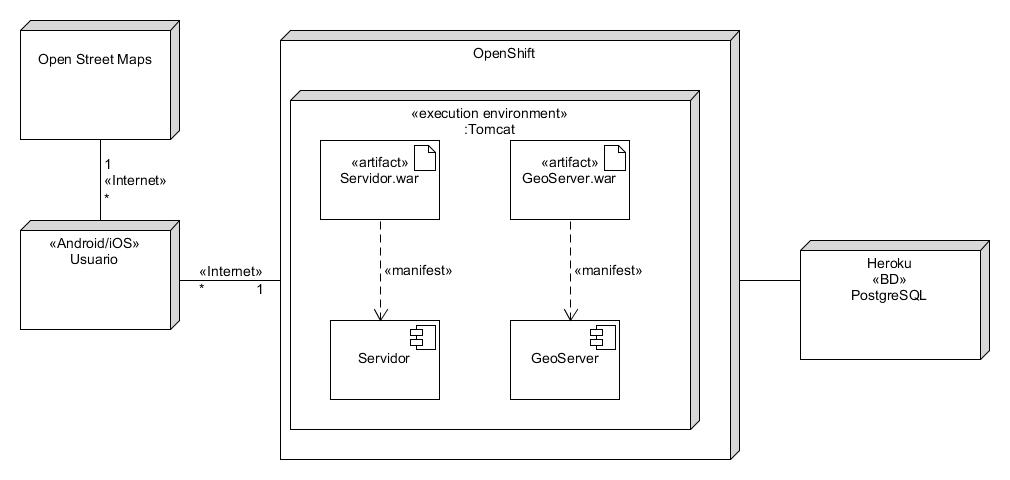 Open Street Maps
1
«Internet»
*
«Android/iOS»
Usuario
«Internet»
* 1
OpenShift
«execution environment»
:Tomcat
«artifact»
Servidor.war
«artifact»
GeoServer.war
«manifest»
«manifest»
Servidor
GeoServer
Heroku
«BD»
PostgreSQL